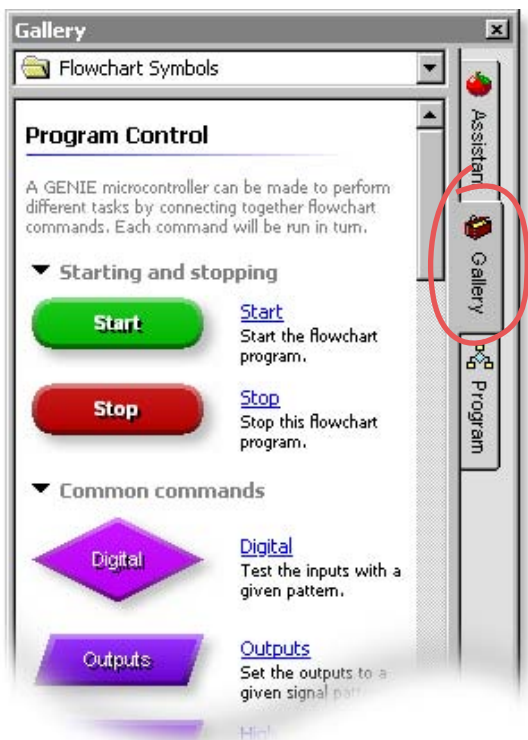 Gallery
Flowchart Symbols
Program Control
A GENIE microcontroller can be made to perform
different tasks by connecting together flowchart
commands. Each command will be run in turn.
Starting and stopping
Start
Start
Start the flowchart
program.
Stop
Stop
Stop this flowchart
program.
Common commands
Digital
Digital
Test the inputs with a
given pattern.
Outputs
Outputs
Set the outputs to a
given signal
High
Assistan
Gallery
Program